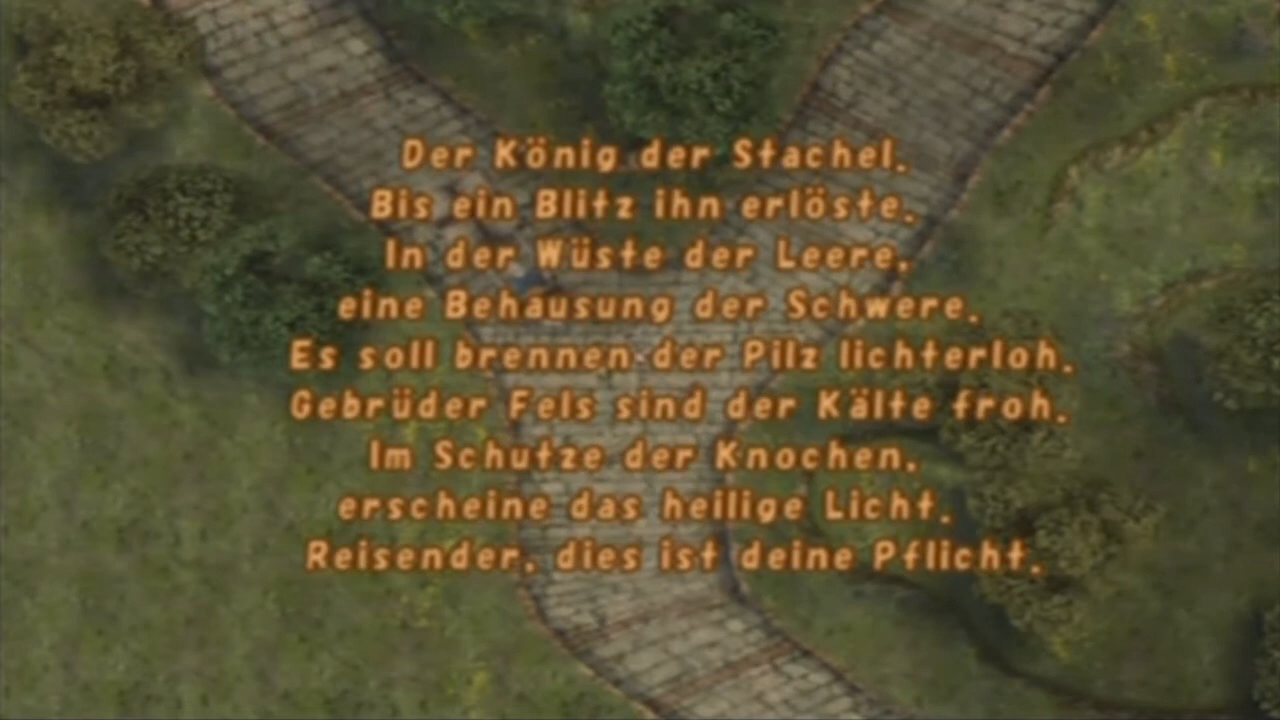 Der König der Stachel.
Bis ein Blitz ihn erlöste.
In der Wüste der Leere,
eine Behausung der Schwere.
Es soll brennen der Pilz lichterloh.
Gebrüder Fels sind der Kälte froh.
Im Schutze der Knochen,
erscheine das heilige Licht.
Reisender, dies ist deine Pflicht.